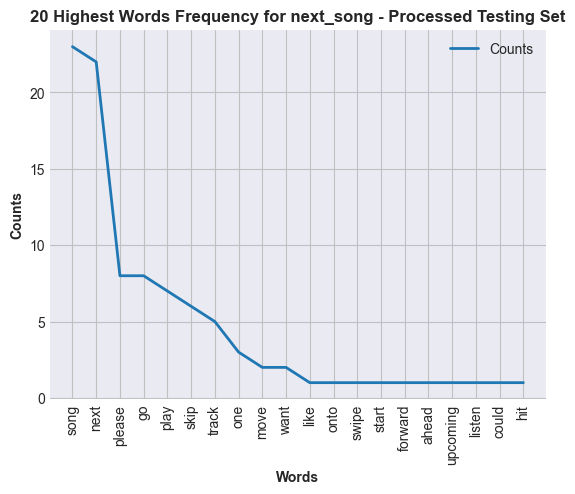 20 Highest Words Frequency for next_song - Processed Testing Set
Counts
20
15
10
5
0
Counts
song
next
please
go
play
skip
track
one
move
want
like
onto
swipe
start
forward
ahead
upcoming
listen
could
hit
Words